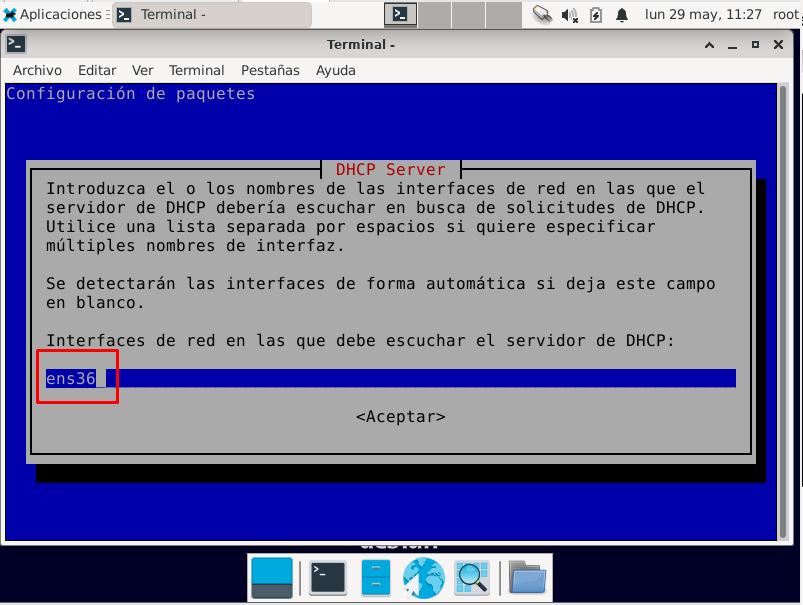 Aplicaciones
Terminal -
lun 29 may, 11:27
root
Terminal -
Archivo Editar Ver Terminal Pestañas Ayuda
Configuración de paquetes
DHCP Server
Introduzca el o los nombres de las interfaces de red en las que el
servidor de DHCP debería escuchar en busca de solicitudes de DHCP.
Utilice una lista separada por espacios si quiere especificar
múltiples nombres de interfaz.
Se detectarán las interfaces de forma automática si deja este campo
en blanco.
Interfaces de red en las que debe escuchar el servidor de DHCP:
ens36
<Aceptar>